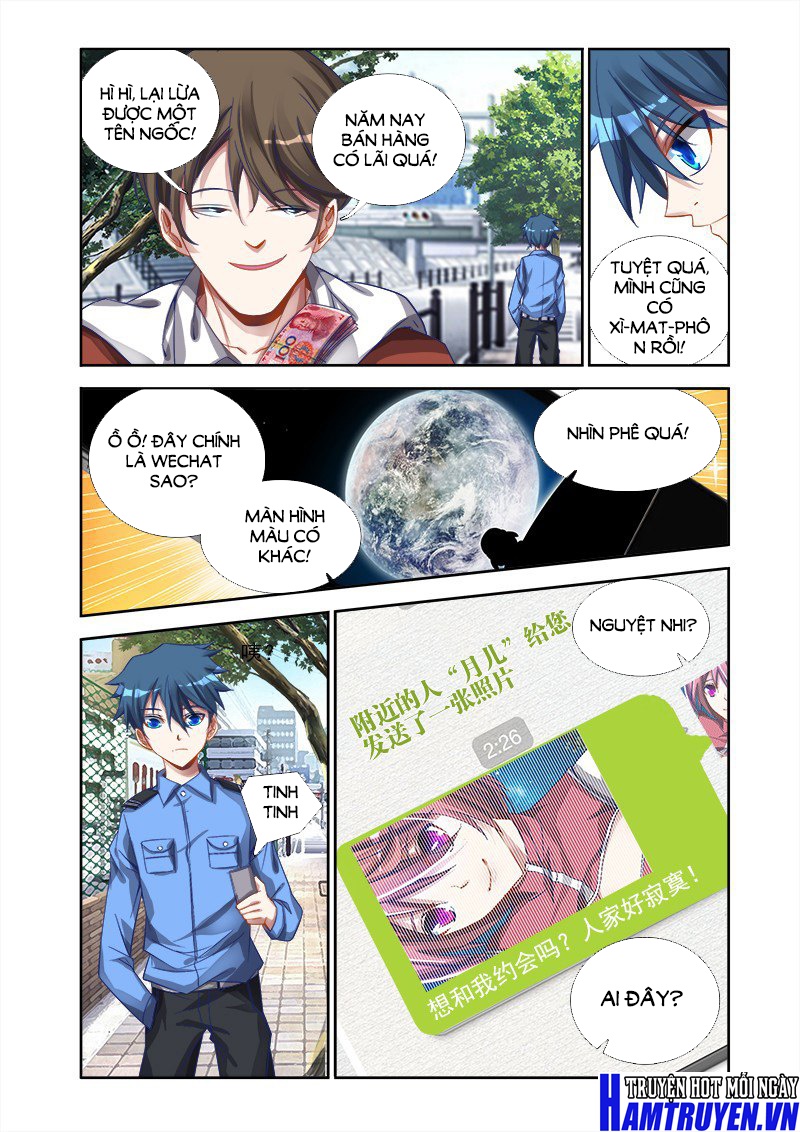 HÌ HÌ, LẠI LỪA
ĐƯỢC MỘT
TÊN NGỐC!
NĂM NAY
BÁN HÀNG
CÓ LÃI QUÁ!
TUYỆT QUÁ,
MÌNH CŨNG
CÓ
XÌ-MAT-PHÔ
N RỒI!
Ồ Ồ! ĐÂY CHÍNH
LÀ WECHAT
SAO?
MÀN HÌNH
MÀU CÓ
KHÁC!
NHÌN PHÊ QUÁ!
咦?
TINH
TINH
NGUYỆT NHI?
附近的人“月儿”给您
发送了一张照片
2:26
想和我约会吗?人家好寂寞!
AI ĐÂY?
TRUYỆN HOT MỖI NGÀY
HAMTRUYEN.VN